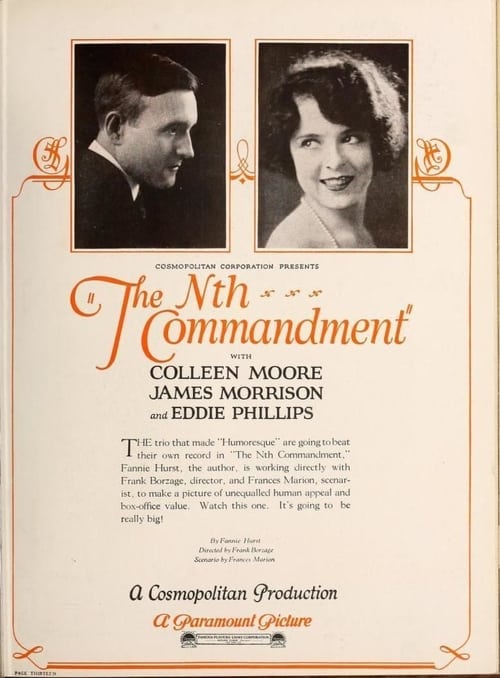 COSMOPOLITAN CORPORATION PRESENTS
"The Nth
Commandment"
WITH
COLLEEN MOORE
JAMES MORRISON
and EDDIE PHILLIPS
THE trio that made "Humoresque" are going to beat
their own record in "The Nth Commandment,"
Fannie Hurst, the author, is working directly with
Frank Borzage, director, and Frances Marion, scenar-
ist, to make a picture of unequalled human appeal and
box-office value. Watch this one. It's going to be
really big!
By Fannie Hurst
Directed by Frank Borzage
Scenario by Frances Marion
a Cosmopolitan Production
a Paramount Picture
FAMOUS PLAYERS-LASKY CORPORATION
PAGE THIRTEEN